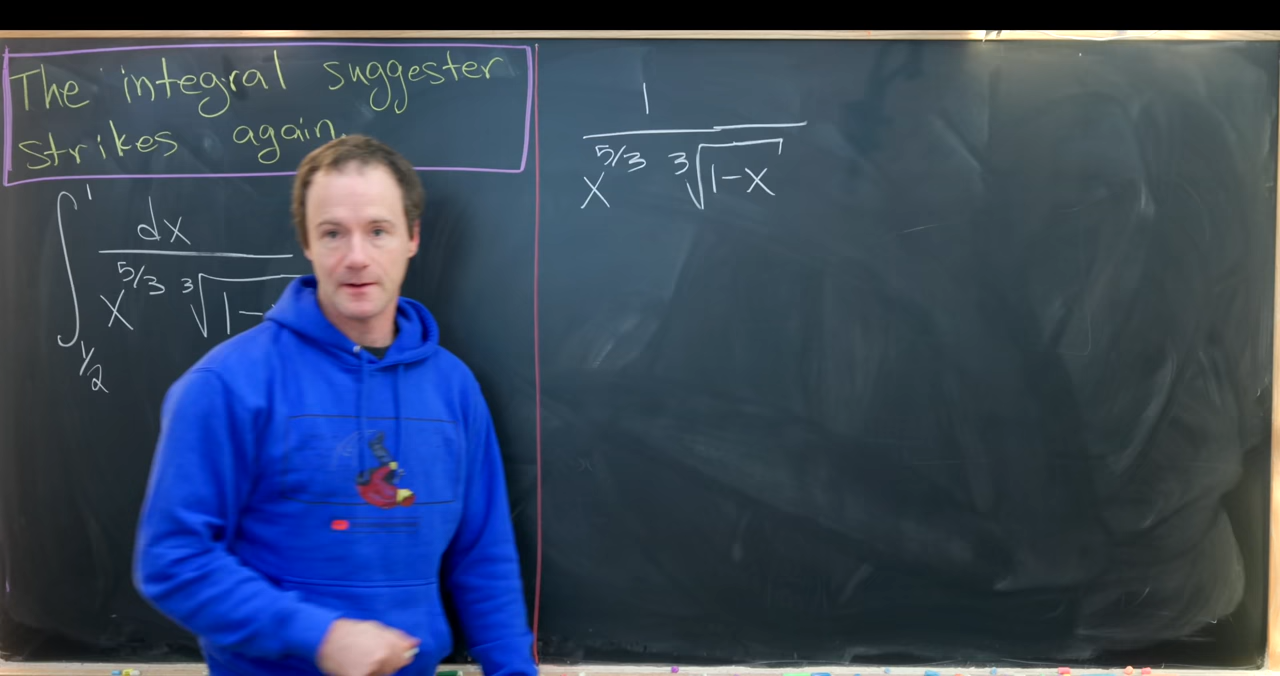 The integral suggester
strikes again.
∫ 1 1/2 dx / x^5/3 ∛1-
1 / x^5/3 ∛1-x